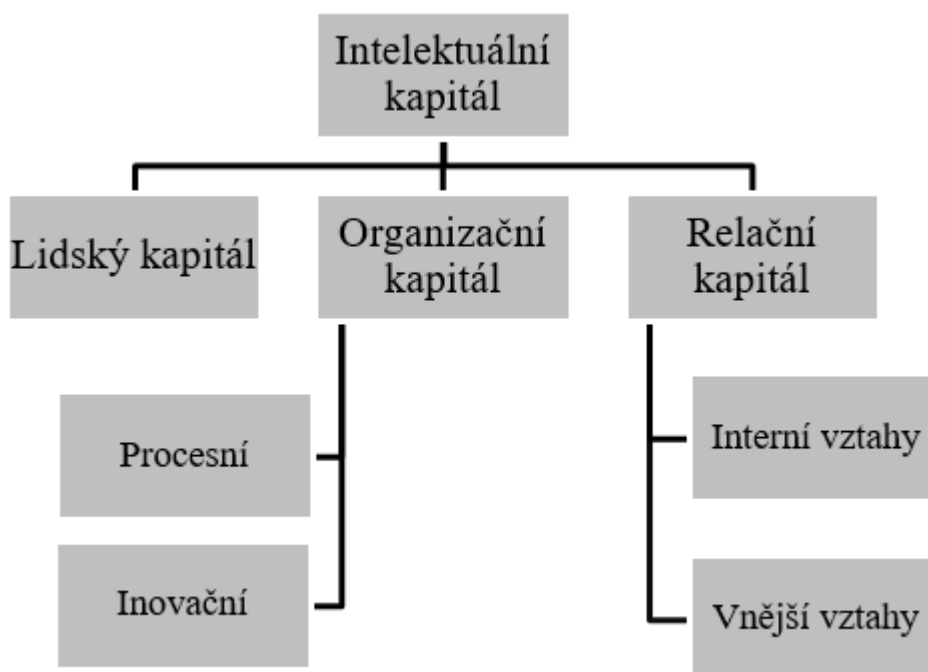 Intelektuální
kapitál
Lidský kapitál
Organizační
kapitál
Relační
kapitál
Procesní
Interní vztahy
Inovační
Vnější vztahy